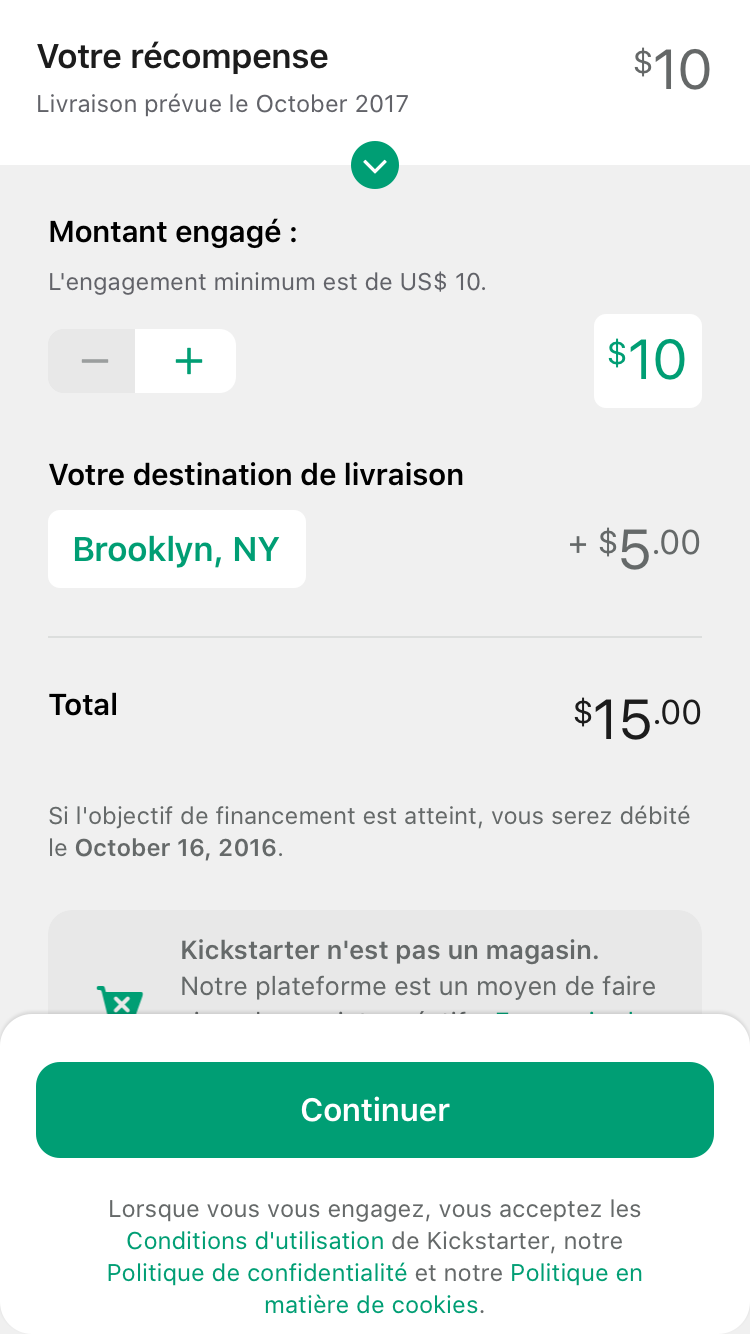 Votre récompense
$10
Livraison prévue le October 2017
Montant engagé :
L'engagement minimum est de US$ 10.
− +
$10
Votre destination de livraison
Brooklyn, NY
+ $5.00
Total
$15.00
Si l'objectif de financement est atteint, vous serez débité
le October 16, 2016.
Kickstarter n'est pas un magasin.
Notre plateforme est un moyen de faire
Continuer
Lorsque vous vous engagez, vous acceptez les
Conditions d'utilisation de Kickstarter, notre
Politique de confidentialité et notre Politique en
matière de cookies.